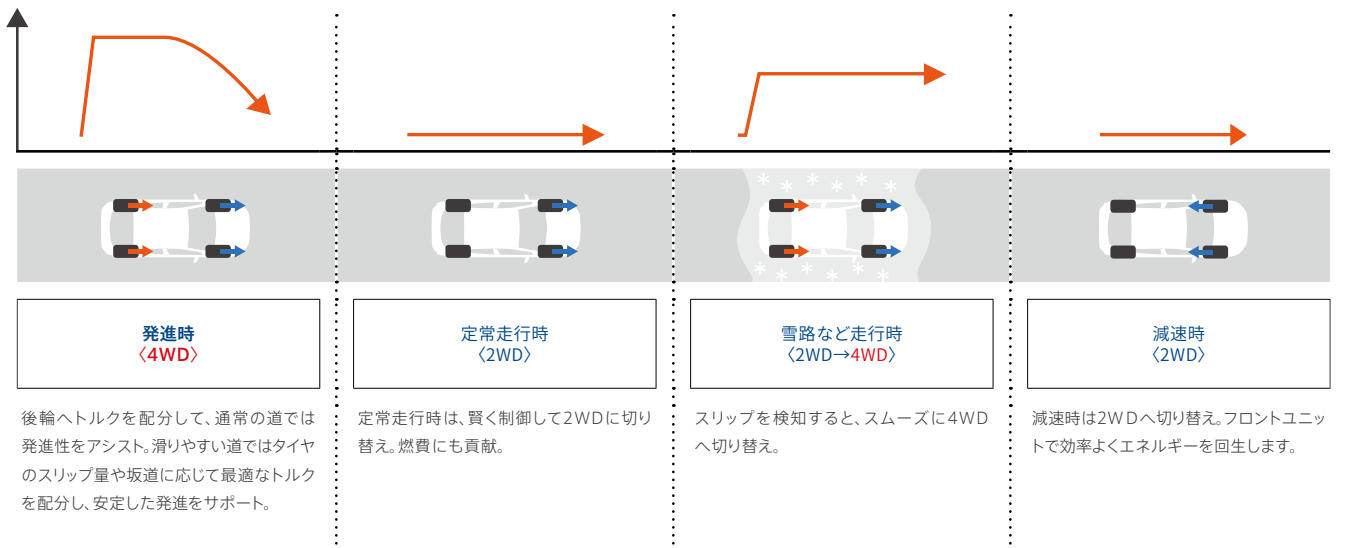 発進時
〈4WD〉
後輪へトルクを配分して、通常の道では
発進性をアシスト。滑りやすい道ではタイヤ
のスリップ量や坂道に応じて最適なトルク
を配分し、安定した発進をサポート。
定常走行時
〈2WD〉
定常走行時は、賢く制御して2WDに切り
替え。燃費にも貢献。
雪路など走行時
〈2WD→4WD〉
スリップを検知すると、スムーズに4WD
へ切り替え。
減速時
〈2WD〉
減速時は2WDへ切り替え。フロントユニッ
トで効率よくエネルギーを回生します。